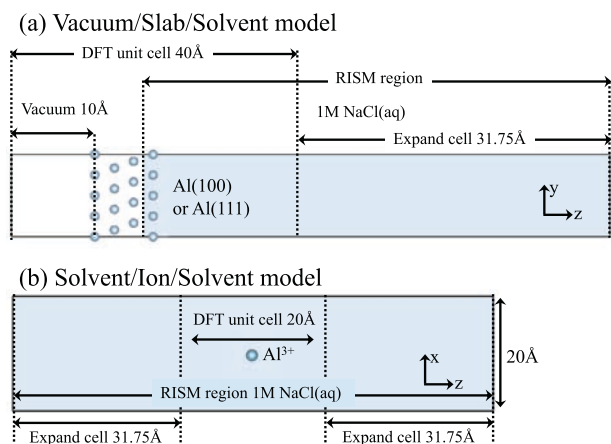 (a) Vacuum/Slab/Solvent model
DFT unit cell 40Å
RISM region
Vacuum 10Å
1M NaCl(aq)
Expand cell 31.75Å
Al(100)
or Al(111)
y
z
(b) Solvent/Ion/Solvent model
DFT unit cell 20Å
Al³⁺
x
z
20Å
RISM region 1M NaCl(aq)
Expand cell 31.75Å
Expand cell 31.75Å